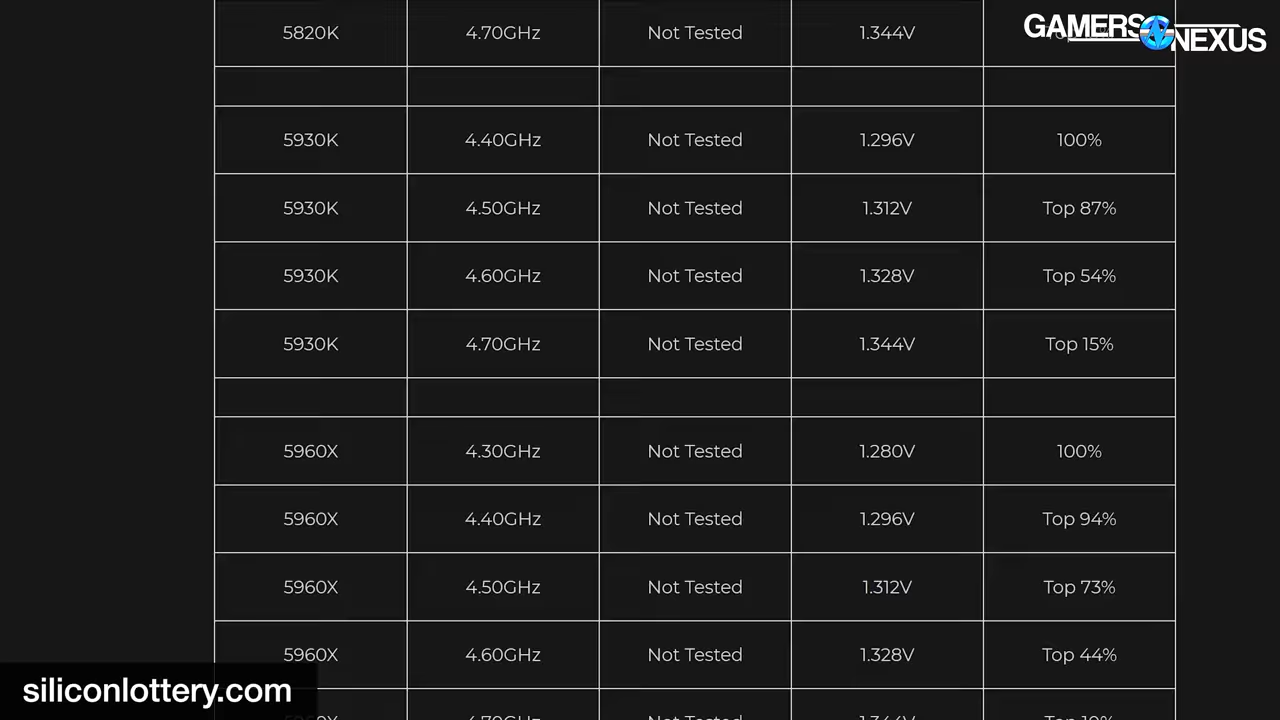 GAMERS NEXUS
5820K 4.70GHz Not Tested 1.344V
5930K 4.40GHz Not Tested 1.296V 100%
5930K 4.50GHz Not Tested 1.312V Top 87%
5930K 4.60GHz Not Tested 1.328V Top 54%
5930K 4.70GHz Not Tested 1.344V Top 15%
5960X 4.30GHz Not Tested 1.280V 100%
5960X 4.40GHz Not Tested 1.296V Top 94%
5960X 4.50GHz Not Tested 1.312V Top 73%
5960X 4.60GHz Not Tested 1.328V Top 44%
siliconlottery.com